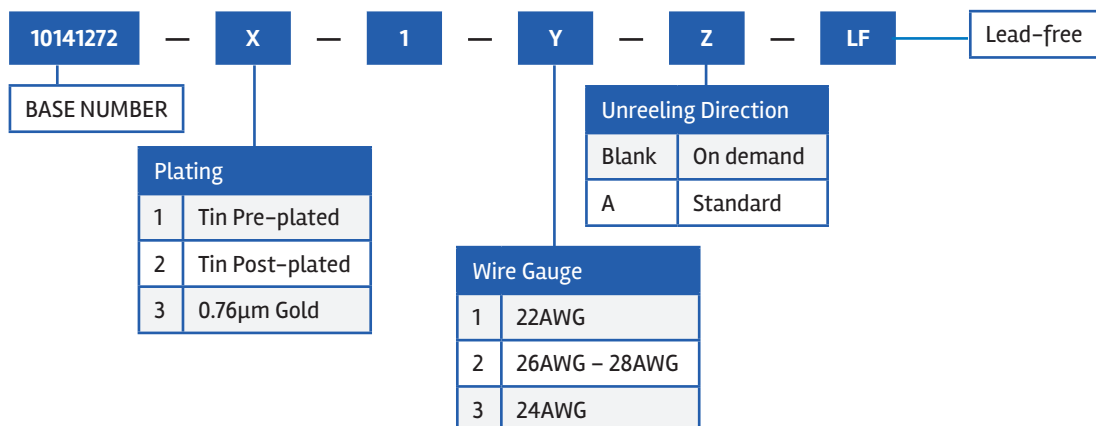 10141272 — X — 1 — Y — Z — LF Lead-free
BASE NUMBER
Unreeling Direction
Blank On demand
A Standard
Plating
1 Tin Pre-plated
2 Tin Post-plated
3 0.76µm Gold
Wire Gauge
1 22AWG
2 26AWG – 28AWG
3 24AWG